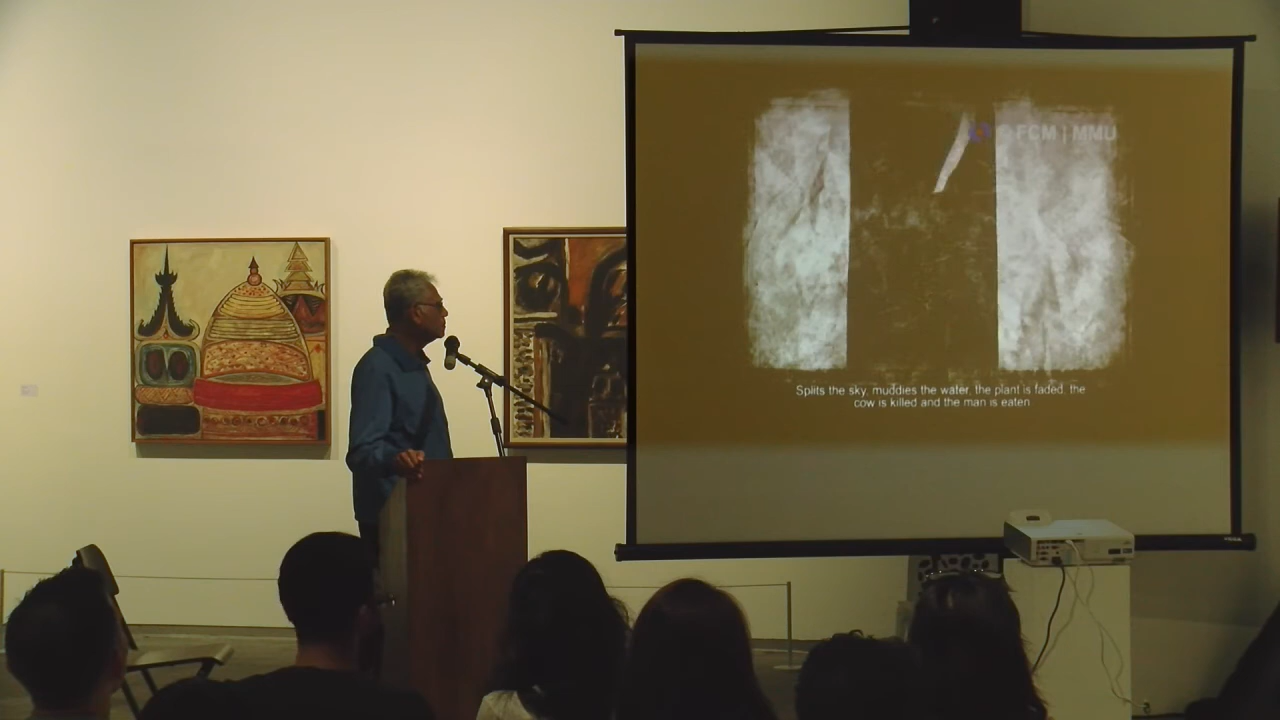 © FCM | MMU
Splits the sky, muddies the water, the plant is faded, the
cow is killed and the man is eaten